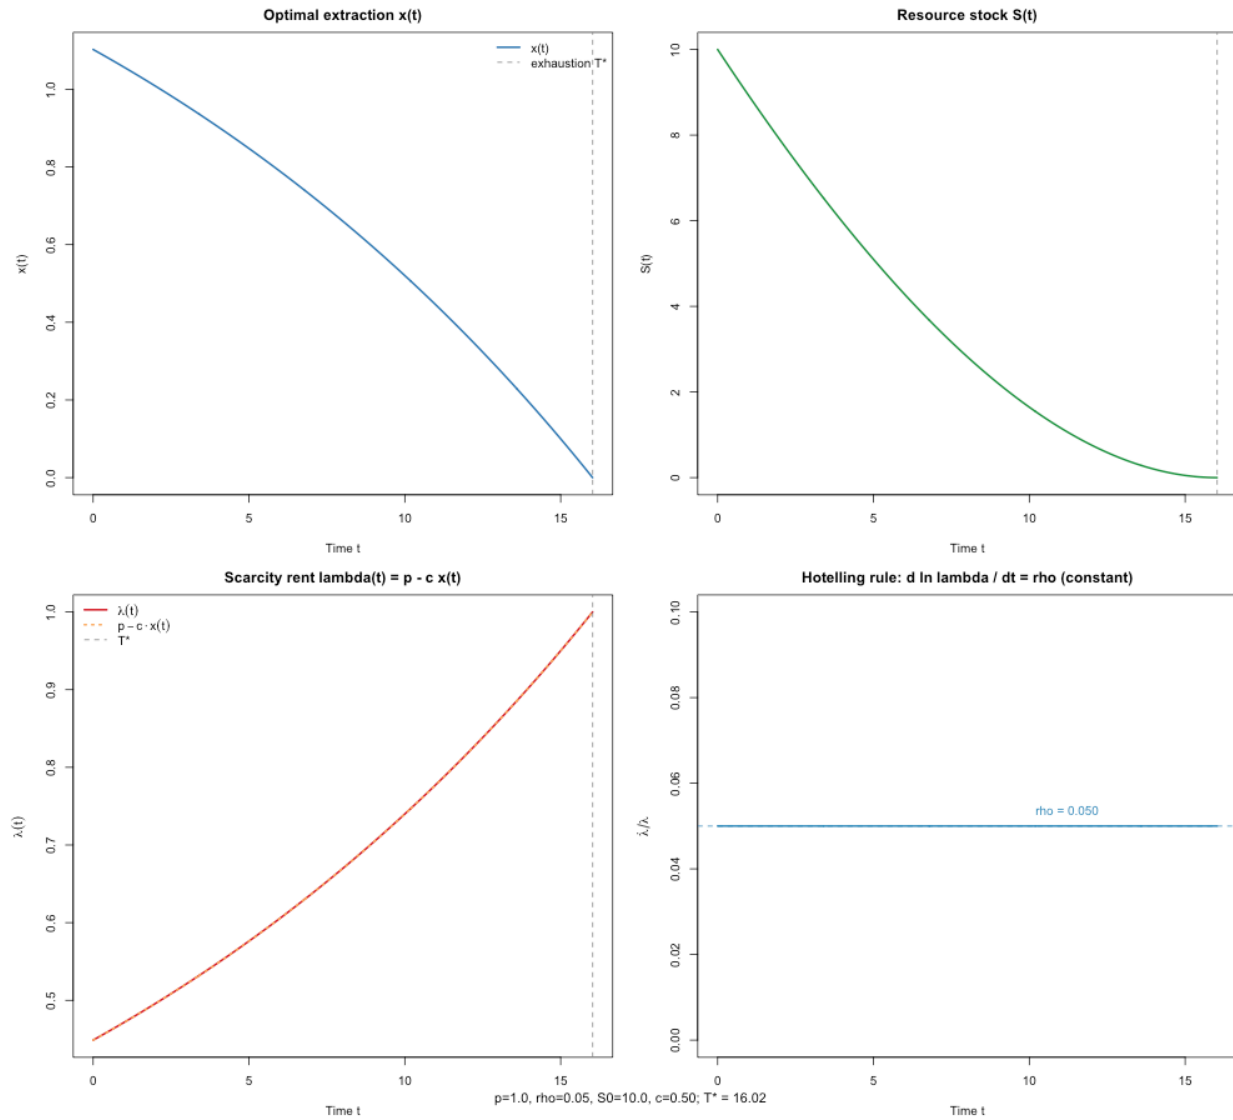 Optimal extraction x(t)
x(t)
exhaustion T*
x(t)
0.0
0.2
0.4
0.6
0.8
1.0
0
5
10
15
Time t
Resource stock S(t)
S(t)
0
2
4
6
8
10
0
5
10
15
Time t
Scarcity rent lambda(t) = p - c x(t)
λ(t)
p − c · x(t)
T*
λ(t)
0.5
0.6
0.7
0.8
0.9
1.0
0
5
10
15
Time t
Hotelling rule: d ln lambda / dt = rho (constant)
rho = 0.050
λ̇/λ
0.00
0.02
0.04
0.06
0.08
0.10
0
5
10
15
Time t
p=1.0, rho=0.05, S0=10.0, c=0.50; T* = 16.02